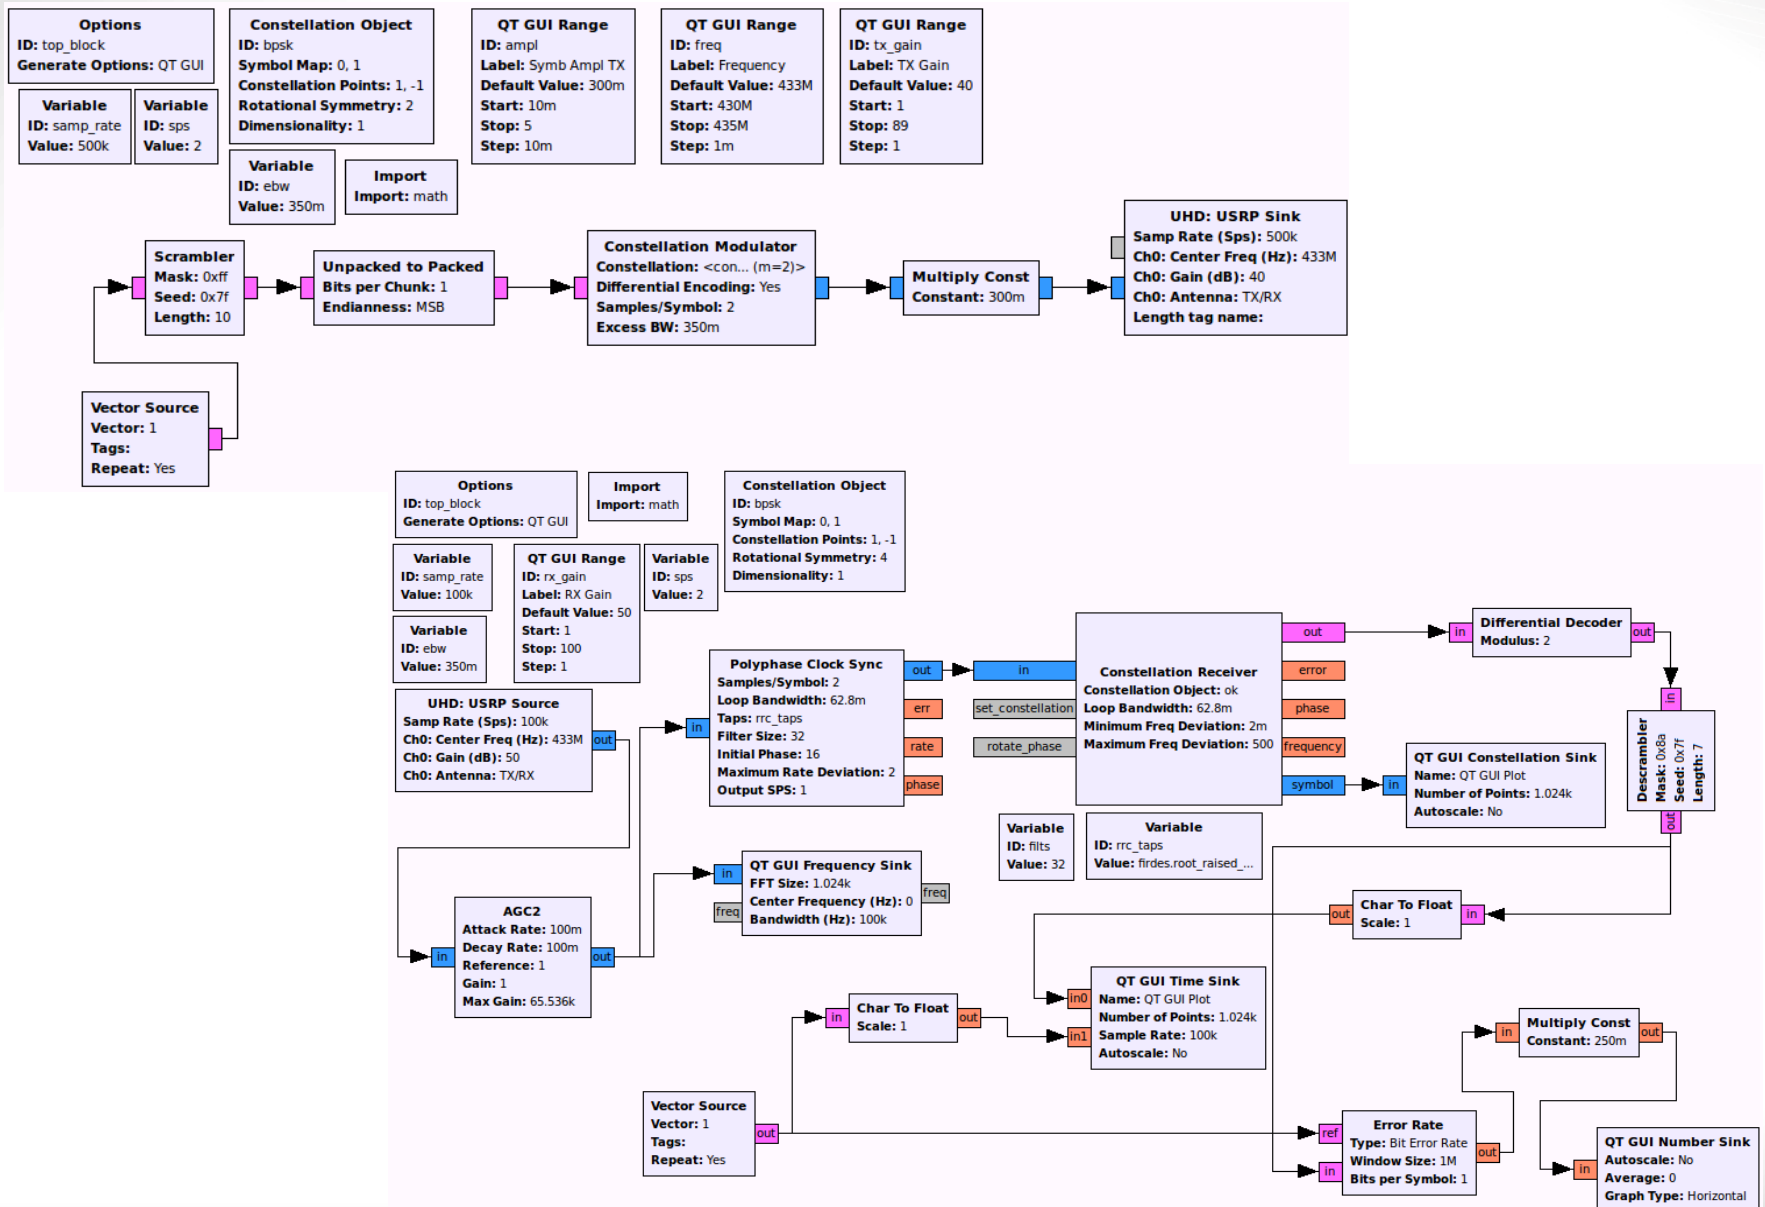 Options
ID: top_block
Generate Options: QT GUI
Variable
ID: samp_rate
Value: 500k
Variable
ID: sps
Value: 2
Constellation Object
ID: bpsk
Symbol Map: 0, 1
Constellation Points: 1, -1
Rotational Symmetry: 2
Dimensionality: 1
Variable
ID: ebw
Value: 350m
Import
Import: math
QT GUI Range
ID: ampl
Label: Symb Ampl TX
Default Value: 300m
Start: 10m
Stop: 5
Step: 10m
QT GUI Range
ID: freq
Label: Frequency
Default Value: 433M
Start: 430M
Stop: 435M
Step: 1m
QT GUI Range
ID: tx_gain
Label: TX Gain
Default Value: 40
Start: 1
Stop: 89
Step: 1
Scrambler
Mask: 0xff
Seed: 0x7f
Length: 10
Unpacked to Packed
Bits per Chunk: 1
Endianness: MSB
Constellation Modulator
Constellation: <con... (m=2)>
Differential Encoding: Yes
Samples/Symbol: 2
Excess BW: 350m
Multiply Const
Constant: 300m
UHD: USRP Sink
Samp Rate (Sps): 500k
Ch0: Center Freq (Hz): 433M
Ch0: Gain (dB): 40
Ch0: Antenna: TX/RX
Length tag name:
Vector Source
Vector: 1
Tags:
Repeat: Yes
Options
ID: top_block
Generate Options: QT GUI
Import
Import: math
Constellation Object
ID: bpsk
Symbol Map: 0, 1
Constellation Points: 1, -1
Rotational Symmetry: 4
Dimensionality: 1
Variable
ID: samp_rate
Value: 100k
QT GUI Range
ID: rx_gain
Label: RX Gain
Default Value: 50
Start: 1
Stop: 100
Step: 1
Variable
ID: sps
Value: 2
Variable
ID: ebw
Value: 350m
UHD: USRP Source
Samp Rate (Sps): 100k
Ch0: Center Freq (Hz): 433M
Ch0: Gain (dB): 50
Ch0: Antenna: TX/RX
out
in
Polyphase Clock Sync
Samples/Symbol: 2
Loop Bandwidth: 62.8m
Taps: rrc_taps
Filter Size: 32
Initial Phase: 16
Maximum Rate Deviation: 2
Output SPS: 1
out
err
rate
phase
in
set_constellation
rotate_phase
Constellation Receiver
Constellation Object: ok
Loop Bandwidth: 62.8m
Minimum Freq Deviation: 2m
Maximum Freq Deviation: 500
out
error
phase
frequency
symbol
in
Differential Decoder
Modulus: 2
out
in
Descrambler
Mask: 0x8a
Seed: 0x7f
Length: 7
out
in
QT GUI Constellation Sink
Name: QT GUI Plot
Number of Points: 1.024k
Autoscale: No
Variable
ID: filts
Value: 32
Variable
ID: rrc_taps
Value: firdes.root_raised_...
in
freq
QT GUI Frequency Sink
FFT Size: 1.024k
Center Frequency (Hz): 0
Bandwidth (Hz): 100k
freq
in
AGC2
Attack Rate: 100m
Decay Rate: 100m
Reference: 1
Gain: 1
Max Gain: 65.536k
out
out
Char To Float
Scale: 1
in
in
Char To Float
Scale: 1
out
in0
in1
QT GUI Time Sink
Name: QT GUI Plot
Number of Points: 1.024k
Sample Rate: 100k
Autoscale: No
in
Multiply Const
Constant: 250m
out
Vector Source
Vector: 1
Tags:
Repeat: Yes
out
ref
in
Error Rate
Type: Bit Error Rate
Window Size: 1M
Bits per Symbol: 1
out
in
QT GUI Number Sink
Autoscale: No
Average: 0
Graph Type: Horizontal